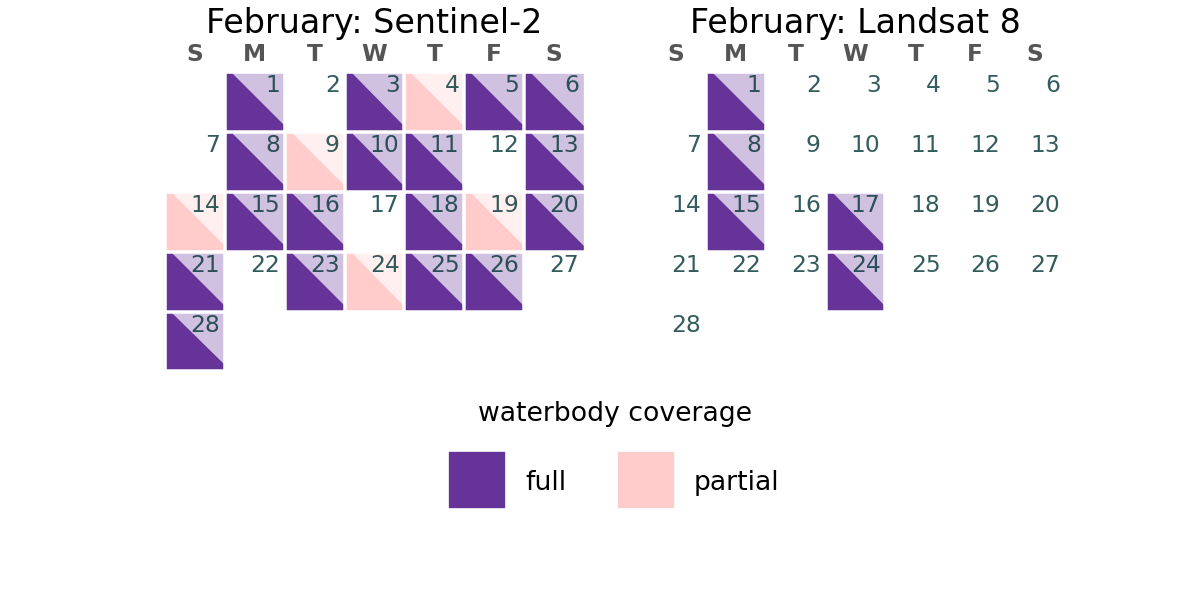 February: Sentinel-2
S M T W T F S
1 2 3 4 5 6
7 8 9 10 11 12 13
14 15 16 17 18 19 20
21 22 23 24 25 26 27
28
February: Landsat 8
S M T W T F S
1 2 3 4 5 6
7 8 9 10 11 12 13
14 15 16 17 18 19 20
21 22 23 24 25 26 27
28
waterbody coverage
full partial